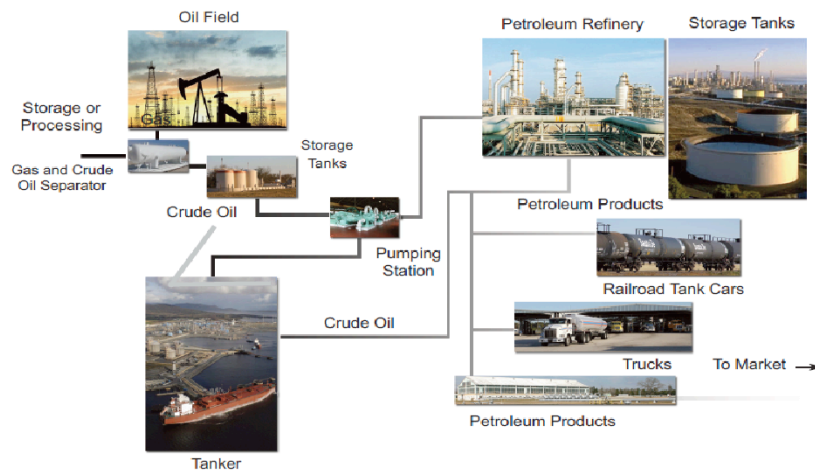 Oil Field
Petroleum Refinery
Storage Tanks
Gas
Storage or
Processing
Gas and Crude
Oil Separator
Storage
Tanks
Crude Oil
Pumping
Station
Petroleum Products
Railroad Tank Cars
Crude Oil
Trucks
To Market
Petroleum Products
Tanker